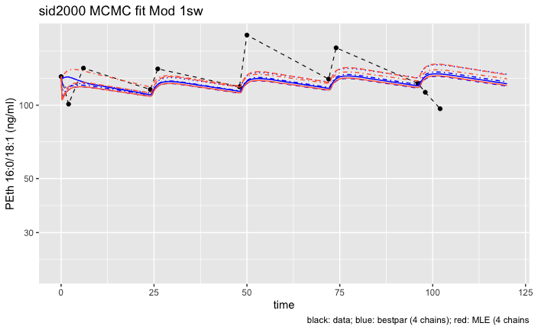 sid2000 MCMC fit Mod 1sw
PEth 16:0/18:1 (ng/ml)
100
50
30
0
25
50
75
100
125
time
black: data; blue: bestpar (4 chains); red: MLE (4 chains